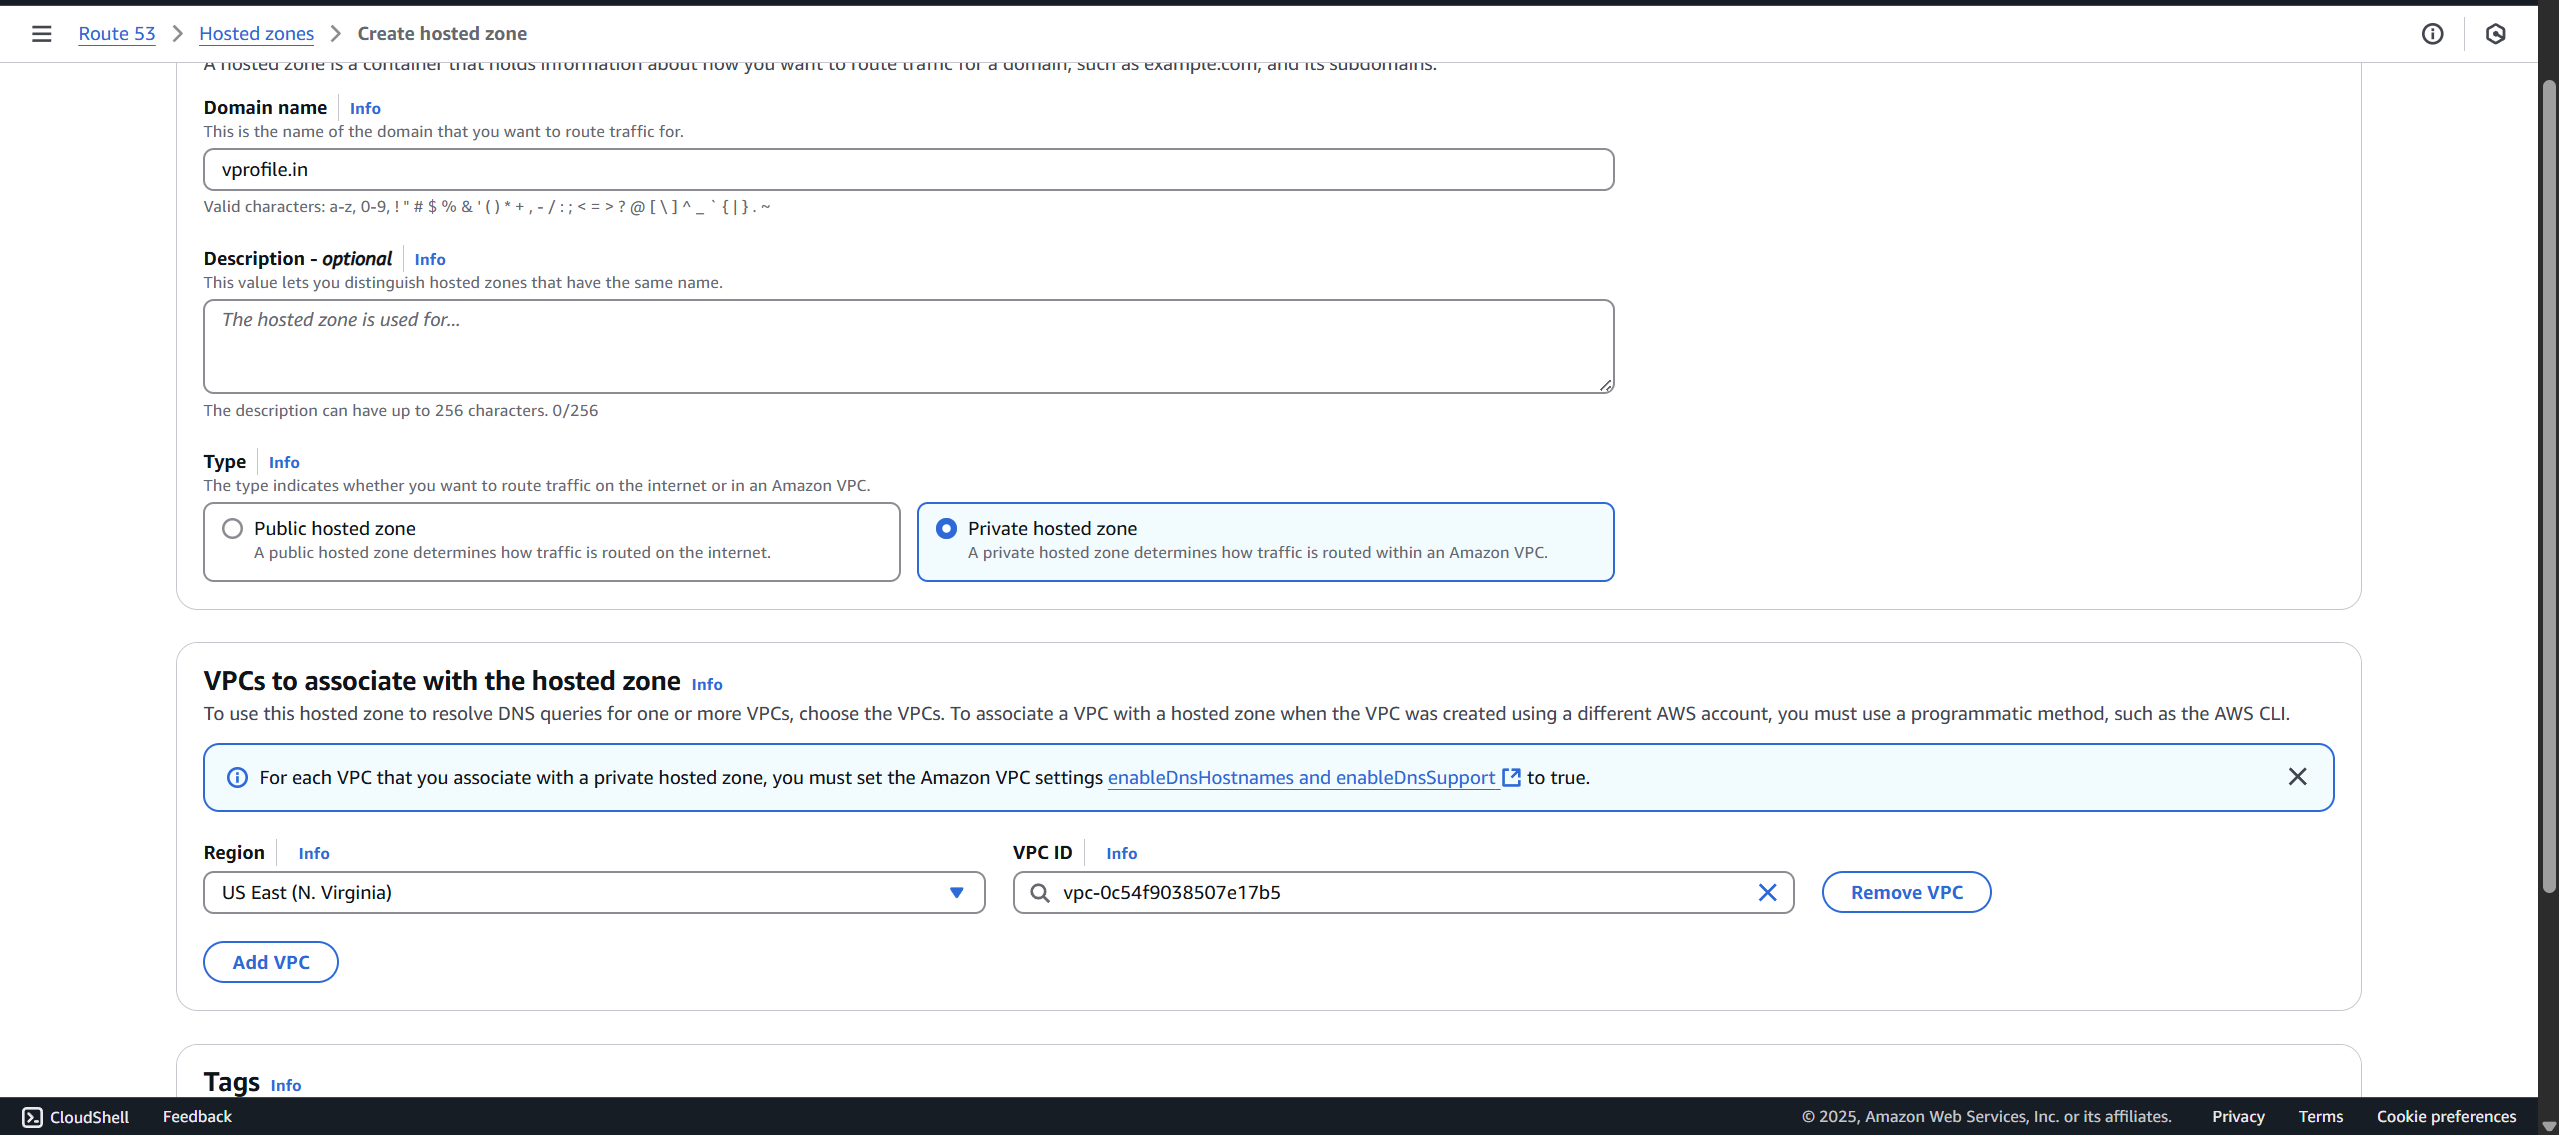 Route 53 > Hosted zones > Create hosted zone
A hosted zone is a container that holds information about how you want to route traffic for a domain, such as example.com, and its subdomains.
Domain name Info
This is the name of the domain that you want to route traffic for.
vprofile.in
Valid characters: a-z, 0-9, ! " # $ % & ' ( ) * + , - / : ; < = > ? @ [ \ ] ^ _ ` { | } . ~
Description - optional Info
This value lets you distinguish hosted zones that have the same name.
The hosted zone is used for...
The description can have up to 256 characters. 0/256
Type Info
The type indicates whether you want to route traffic on the internet or in an Amazon VPC.
Public hosted zone
A public hosted zone determines how traffic is routed on the internet.
Private hosted zone
A private hosted zone determines how traffic is routed within an Amazon VPC.
VPCs to associate with the hosted zone Info
To use this hosted zone to resolve DNS queries for one or more VPCs, choose the VPCs. To associate a VPC with a hosted zone when the VPC was created using a different AWS account, you must use a programmatic method, such as the AWS CLI.
For each VPC that you associate with a private hosted zone, you must set the Amazon VPC settings enableDnsHostnames and enableDnsSupport to true.
Region Info
US East (N. Virginia)
VPC ID Info
vpc-0c54f9038507e17b5
Remove VPC
Add VPC
Tags Info
CloudShell Feedback © 2025, Amazon Web Services, Inc. or its affiliates. Privacy Terms Cookie preferences